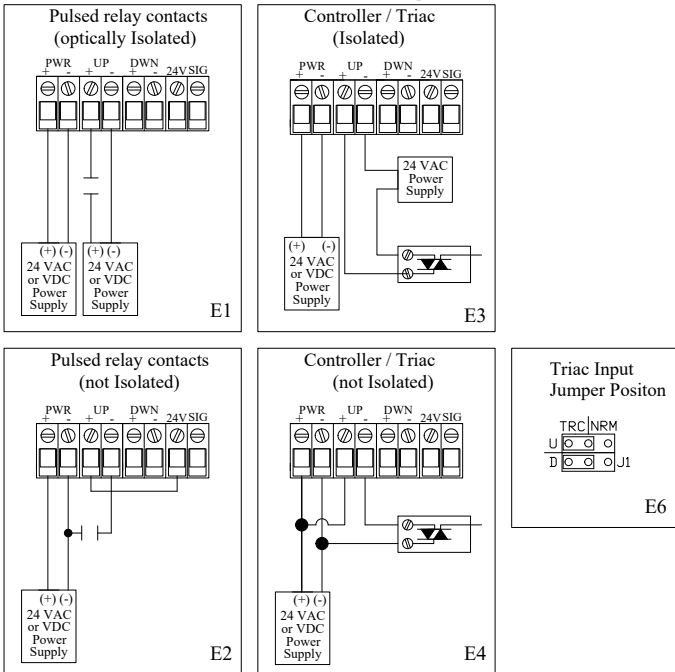 Pulsed relay contacts
(optically Isolated)
PWR UP DWN 24V SIG
+ - + - + -
(+) (-)
24 VAC
or VDC
Power
Supply
(+) (-)
24 VAC
or VDC
Power
Supply
E1
Controller / Triac
(Isolated)
PWR UP DWN 24V SIG
+ - + - + -
24 VAC
Power
Supply
(+) (-)
24 VAC
or VDC
Power
Supply
E3
Pulsed relay contacts
(not Isolated)
PWR UP DWN 24V SIG
+ - + - + -
(+) (-)
24 VAC
or VDC
Power
Supply
E2
Controller / Triac
(not Isolated)
PWR UP DWN 24V SIG
+ - + - + -
(+) (-)
24 VAC
or VDC
Power
Supply
E4
Triac Input
Jumper Positon
TRC NRM
U
D J1
E6